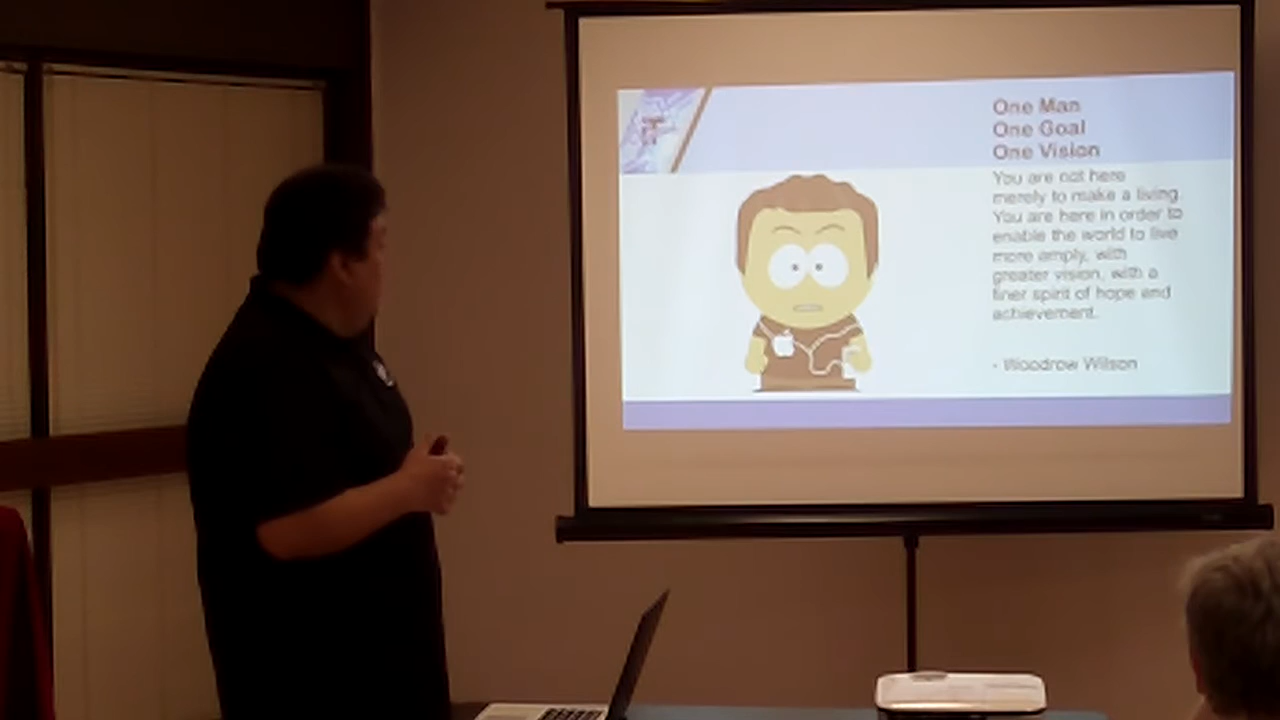 One Man
One Goal
One Vision
You are not here
merely to make a living.
You are here in order to
enable the world to live
more amply, with
greater vision, with a
finer spirit of hope and
achievement.
- Woodrow Wilson